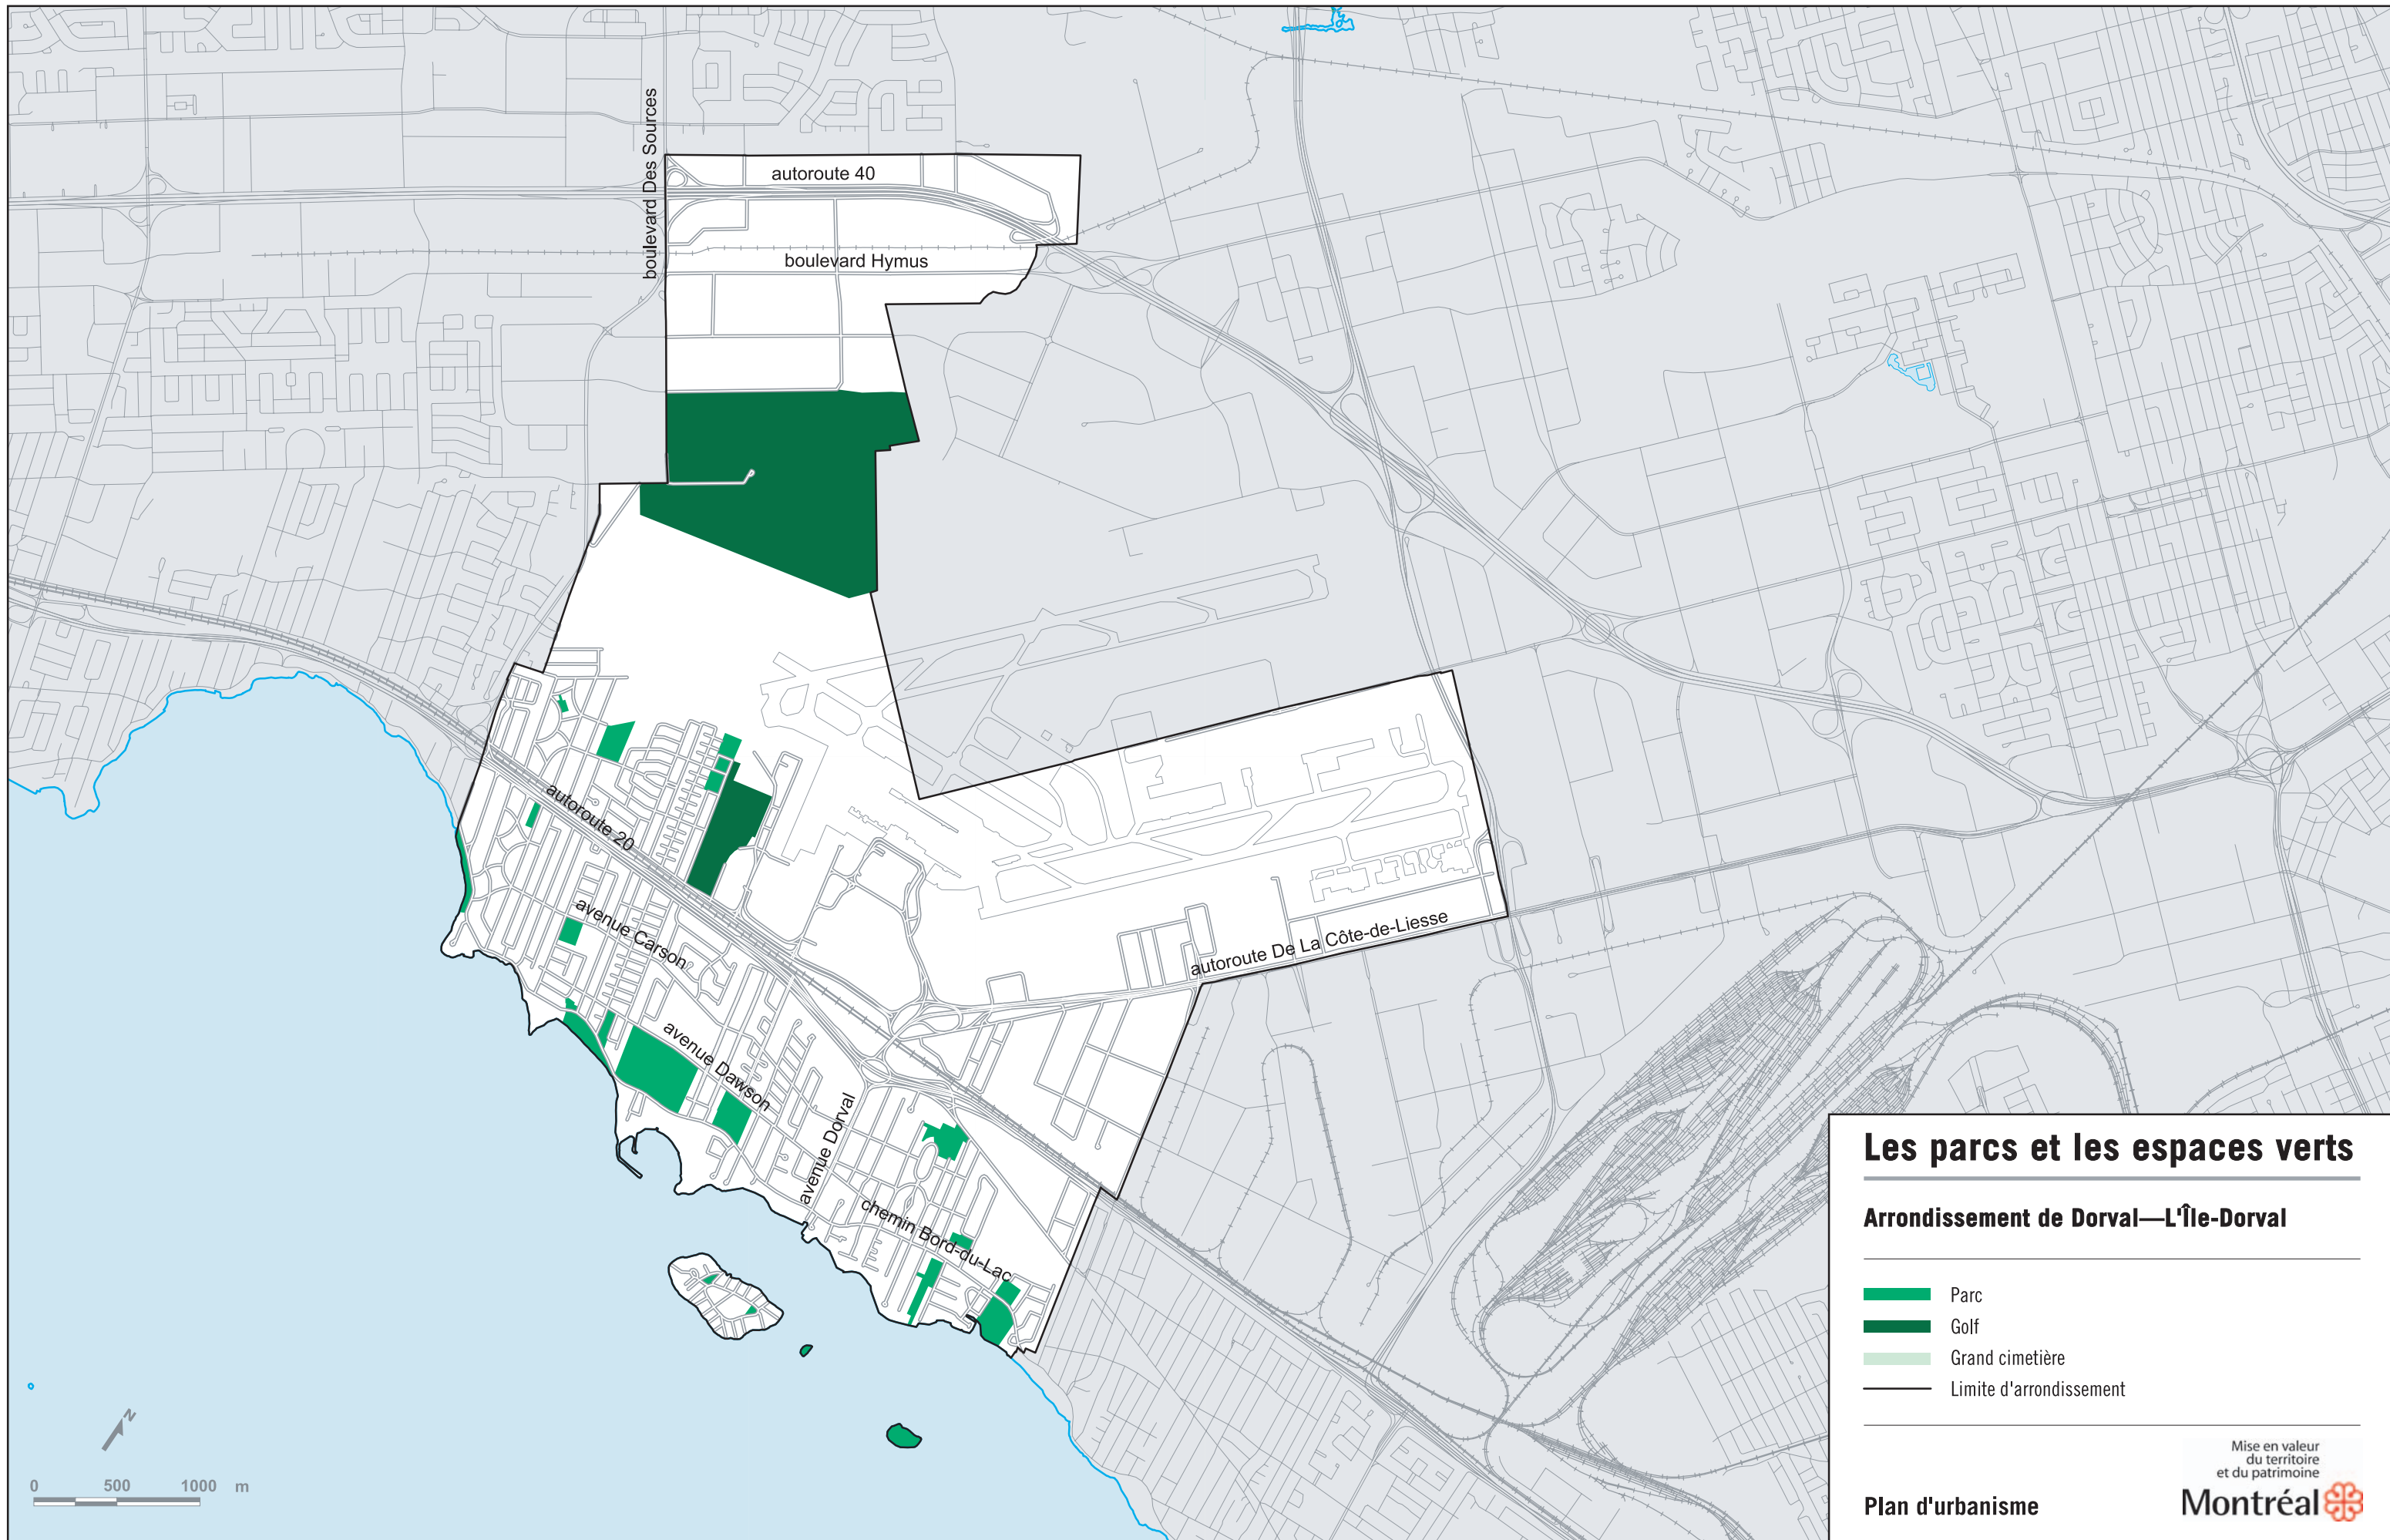 boulevard Des Sources
autoroute 40
boulevard Hymus
autoroute 20
avenue Carson
autoroute De La Côte-de-Liesse
avenue Dawson
avenue Dorval
chemin Bord-du-Lac
N
0 500 1000 m
Les parcs et les espaces verts
Arrondissement de Dorval—L'Île-Dorval
Parc
Golf
Grand cimetière
Limite d'arrondissement
Mise en valeur
du territoire
et du patrimoine
Plan d'urbanisme
Montréal